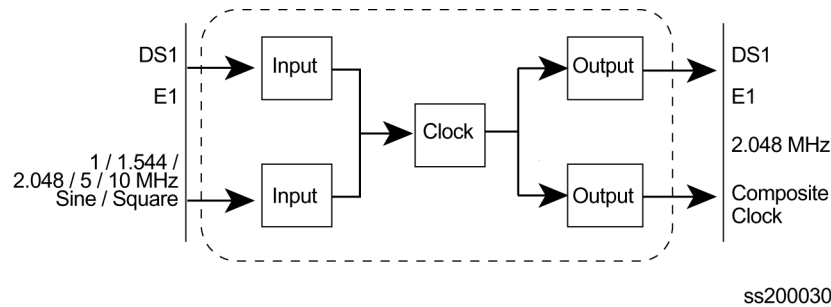 DS1
E1
1 / 1.544 /
2.048 / 5 / 10 MHz
Sine / Square
Input
Input
Clock
Output
Output
DS1
E1
2.048 MHz
Composite
Clock
ss200030